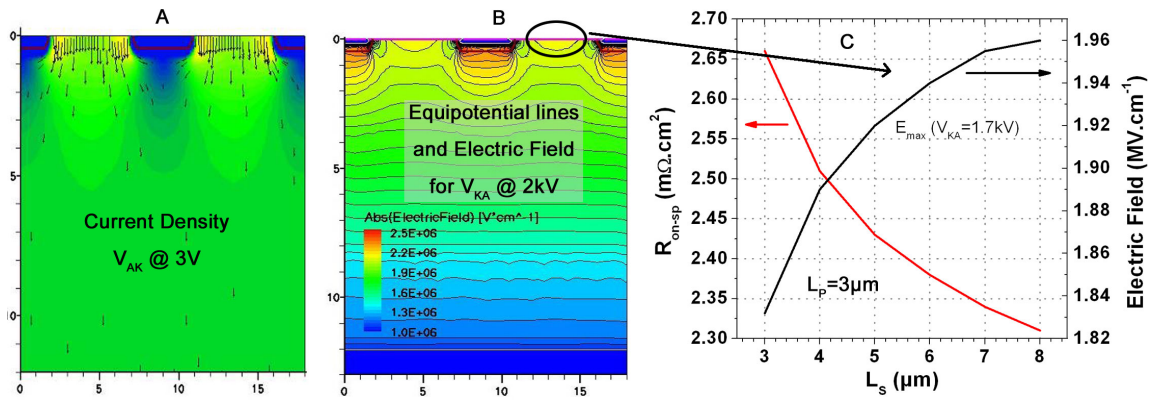 A
0
5
10
0
5
10
15
Current Density
V_AK @ 3V
B
0
5
10
0
5
10
15
Equipotential lines
and Electric Field
for V_KA @ 2kV
Abs(ElectricField) [V*cm^-1]
2.5E+06
2.2E+06
1.9E+06
1.6E+06
1.3E+06
1.0E+06
C
2.70
2.65
2.60
2.55
2.50
2.45
2.40
2.35
2.30
R_on-sp (mΩ.cm²)
1.96
1.94
1.92
1.90
1.88
1.86
1.84
1.82
Electric Field (MV.cm⁻¹)
E_max (V_KA=1.7kV)
L_P=3µm
3
4
5
6
7
8
L_S (µm)